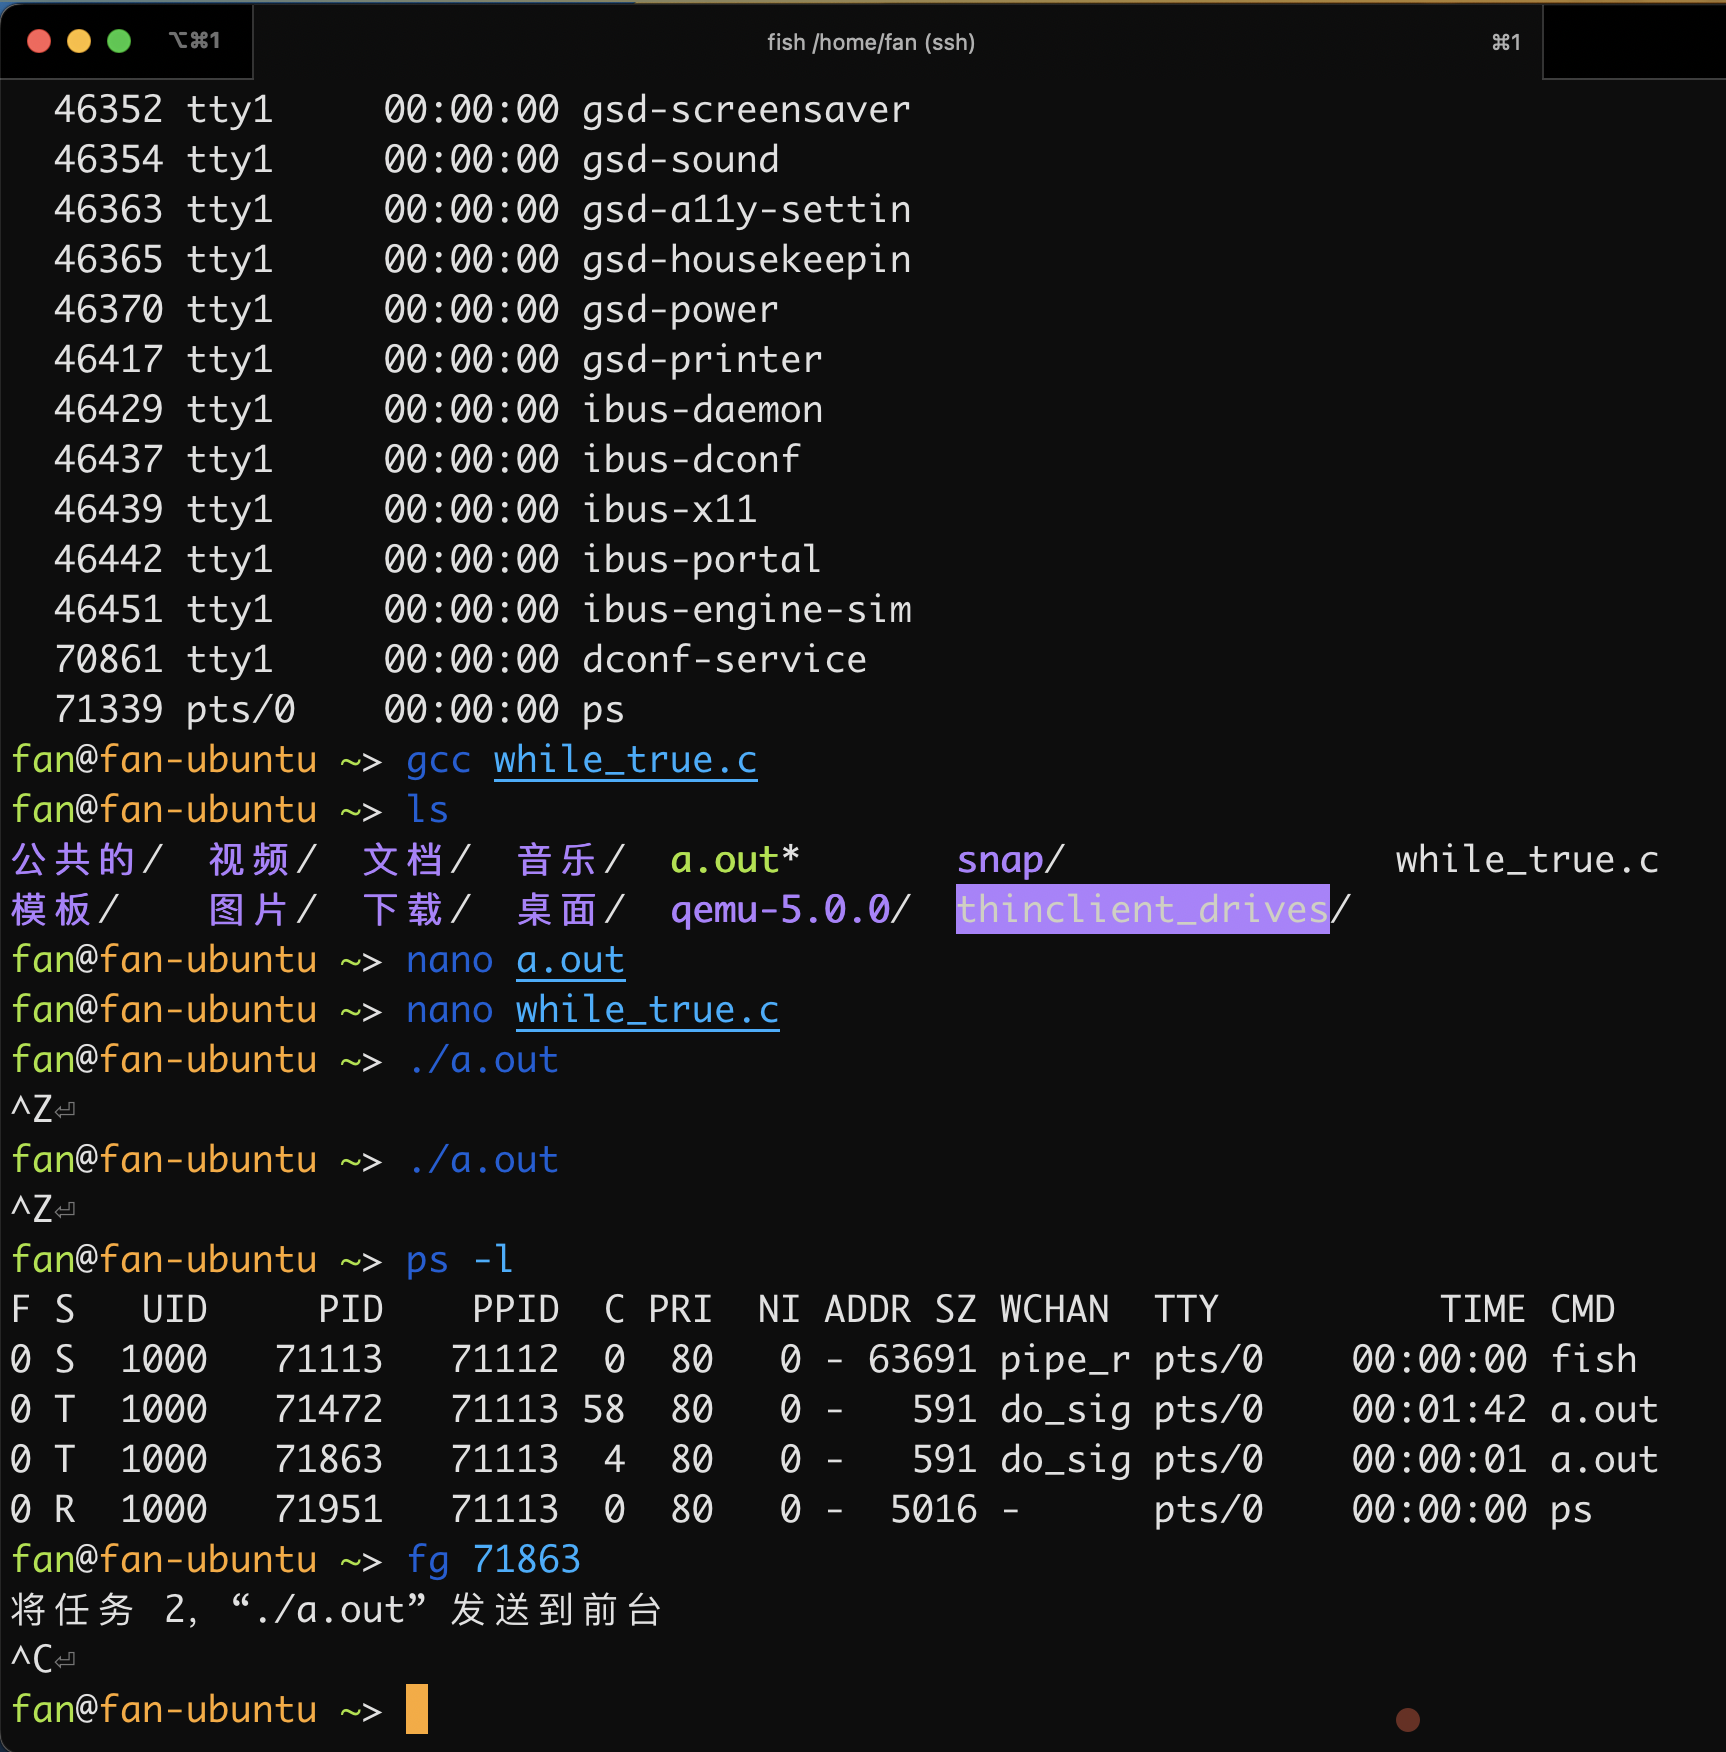 ⌥⌘1 fish /home/fan (ssh) ⌘1
46352 tty1 00:00:00 gsd-screensaver
46354 tty1 00:00:00 gsd-sound
46363 tty1 00:00:00 gsd-a11y-settin
46365 tty1 00:00:00 gsd-housekeepin
46370 tty1 00:00:00 gsd-power
46417 tty1 00:00:00 gsd-printer
46429 tty1 00:00:00 ibus-daemon
46437 tty1 00:00:00 ibus-dconf
46439 tty1 00:00:00 ibus-x11
46442 tty1 00:00:00 ibus-portal
46451 tty1 00:00:00 ibus-engine-sim
70861 tty1 00:00:00 dconf-service
71339 pts/0 00:00:00 ps
fan@fan-ubuntu ~> gcc while_true.c
fan@fan-ubuntu ~> ls
公共的/ 视频/ 文档/ 音乐/ a.out* snap/ while_true.c
模板/ 图片/ 下载/ 桌面/ qemu-5.0.0/ thinclient_drives/
fan@fan-ubuntu ~> nano a.out
fan@fan-ubuntu ~> nano while_true.c
fan@fan-ubuntu ~> ./a.out
^Z⏎
fan@fan-ubuntu ~> ./a.out
^Z⏎
fan@fan-ubuntu ~> ps -l
F S UID PID PPID C PRI NI ADDR SZ WCHAN TTY TIME CMD
0 S 1000 71113 71112 0 80 0 - 63691 pipe_r pts/0 00:00:00 fish
0 T 1000 71472 71113 58 80 0 - 591 do_sig pts/0 00:01:42 a.out
0 T 1000 71863 71113 4 80 0 - 591 do_sig pts/0 00:00:01 a.out
0 R 1000 71951 71113 0 80 0 - 5016 - pts/0 00:00:00 ps
fan@fan-ubuntu ~> fg 71863
将任务 2, “./a.out” 发送到前台
^C⏎
fan@fan-ubuntu ~>